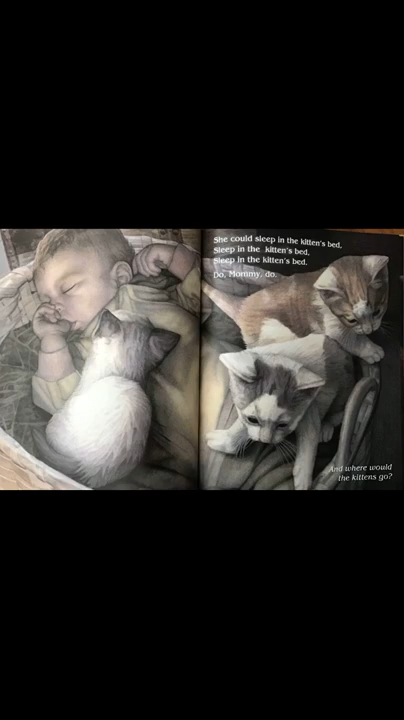 She could sleep in the kitten's bed,
Sleep in the kitten's bed,
Sleep in the kitten's bed.
Do, Mommy, do.
And where would
the kittens go?